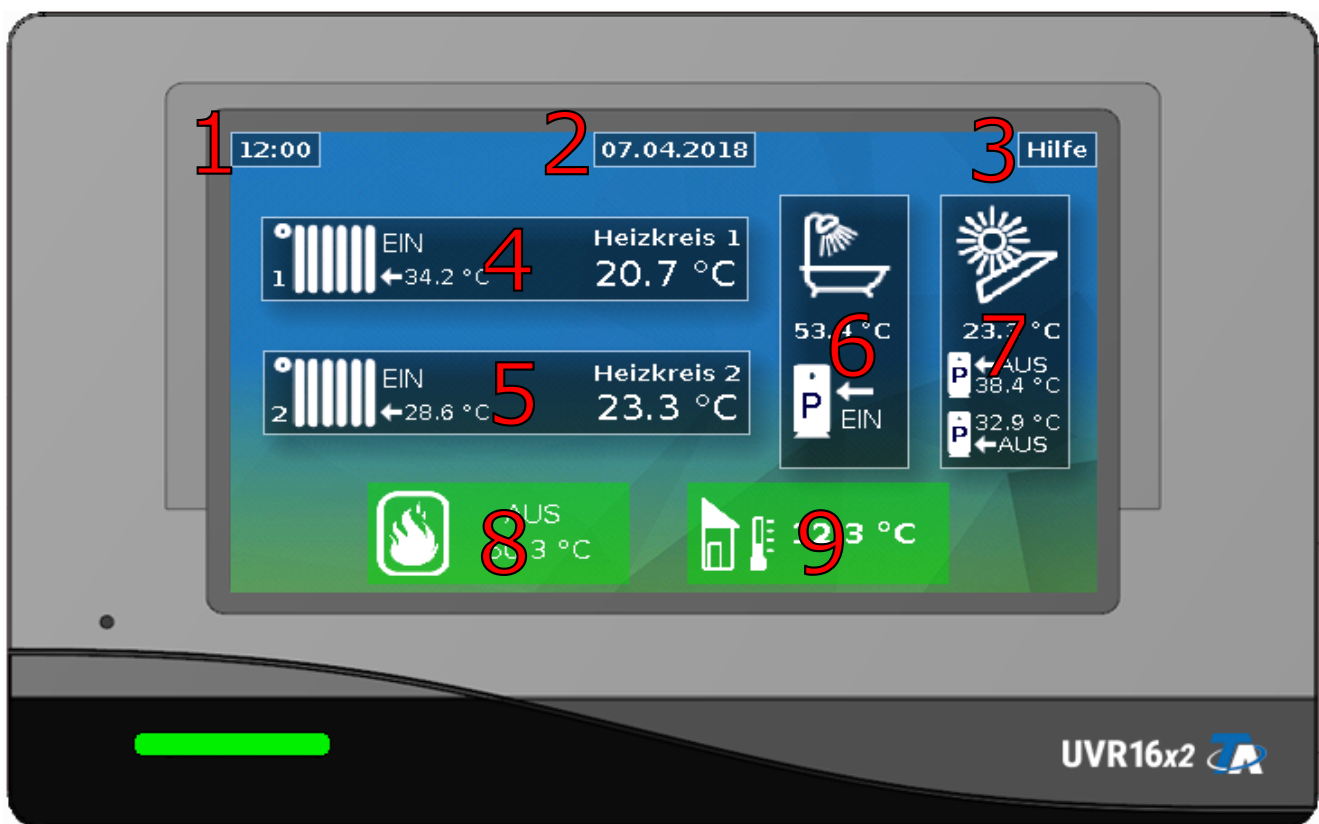 1
12:00
2
07.04.2018
3
Hilfe
1
EIN
34.2 °C
4
Heizkreis 1
20.7 °C
2
EIN
28.6 °C
5
Heizkreis 2
23.3 °C
°C
6
P
EIN
°C
7
P
AUS
38.4 °C
P
32.9 °C
AUS
AUS
8
°C
9
°C
UVR16x2 TA